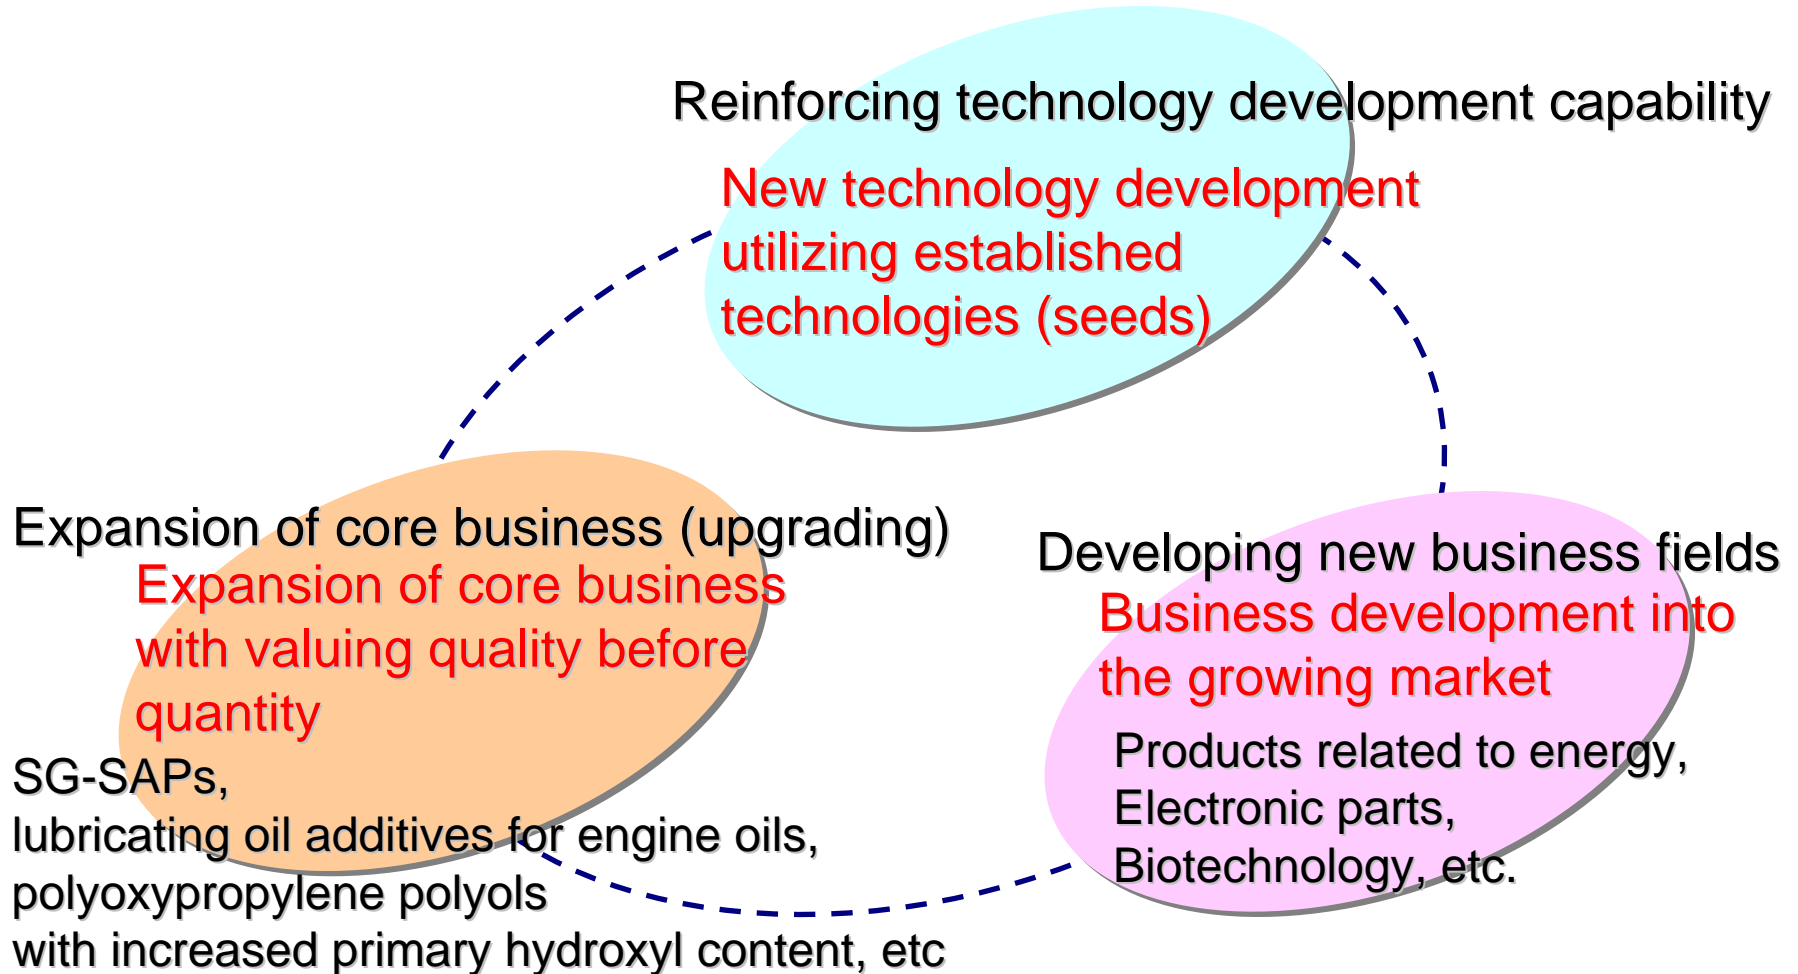 Reinforcing technology development capability
New technology development
utilizing established
technologies (seeds)
Expansion of core business (upgrading)
Expansion of core business
with valuing quality before
quantity
SG-SAPs,
lubricating oil additives for engine oils,
polyoxypropylene polyols
with increased primary hydroxyl content, etc
Developing new business fields
Business development into
the growing market
Products related to energy,
Electronic parts,
Biotechnology, etc.